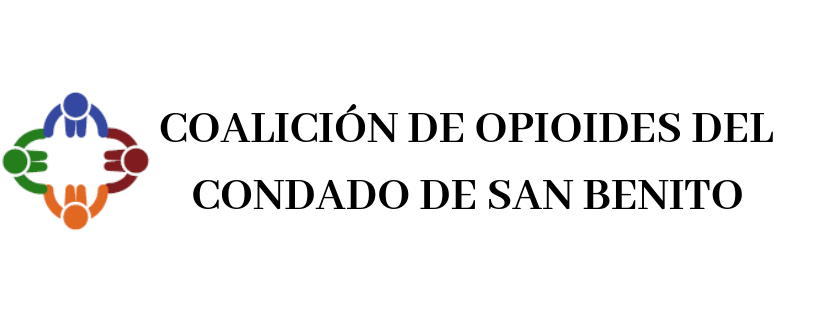 COALICIÓN DE OPIOIDES DEL
CONDADO DE SAN BENITO